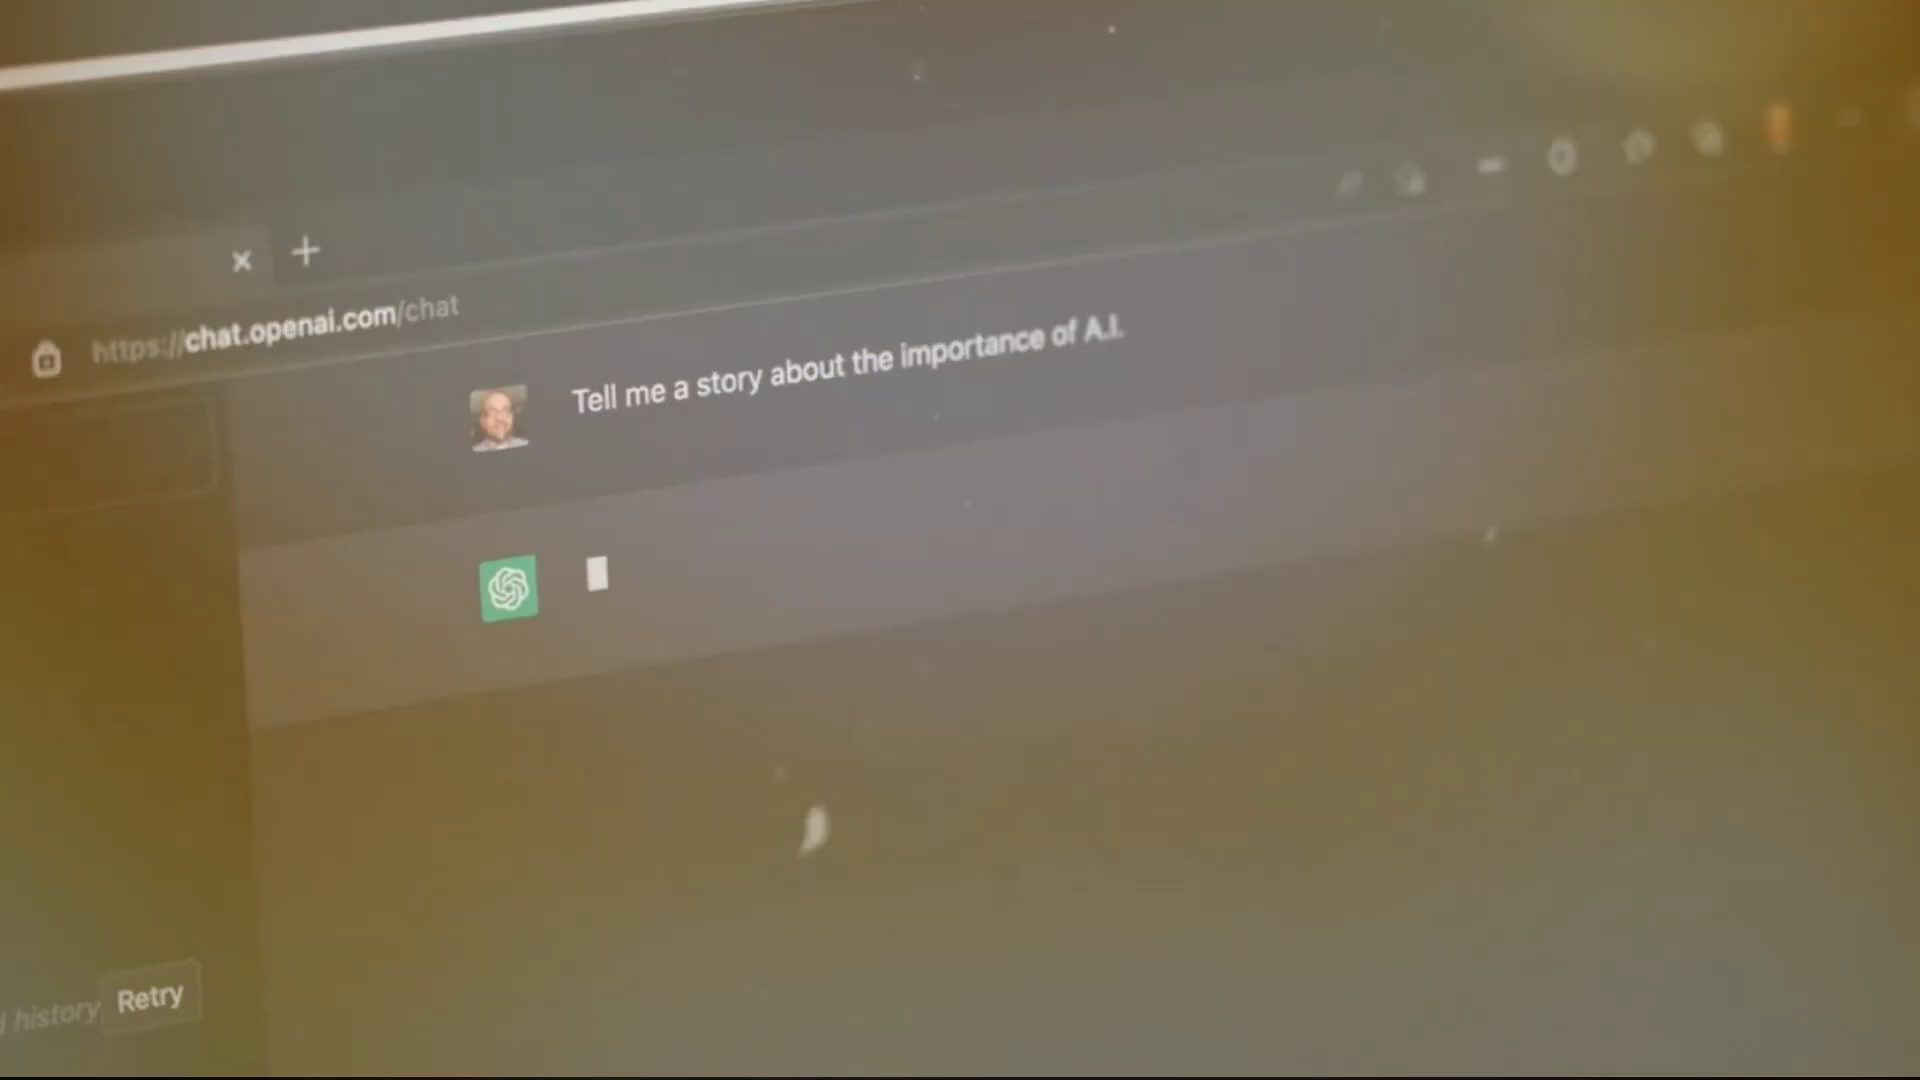 https://chat.openai.com/chat
Tell me a story about the importance of A.I.
history
Retry